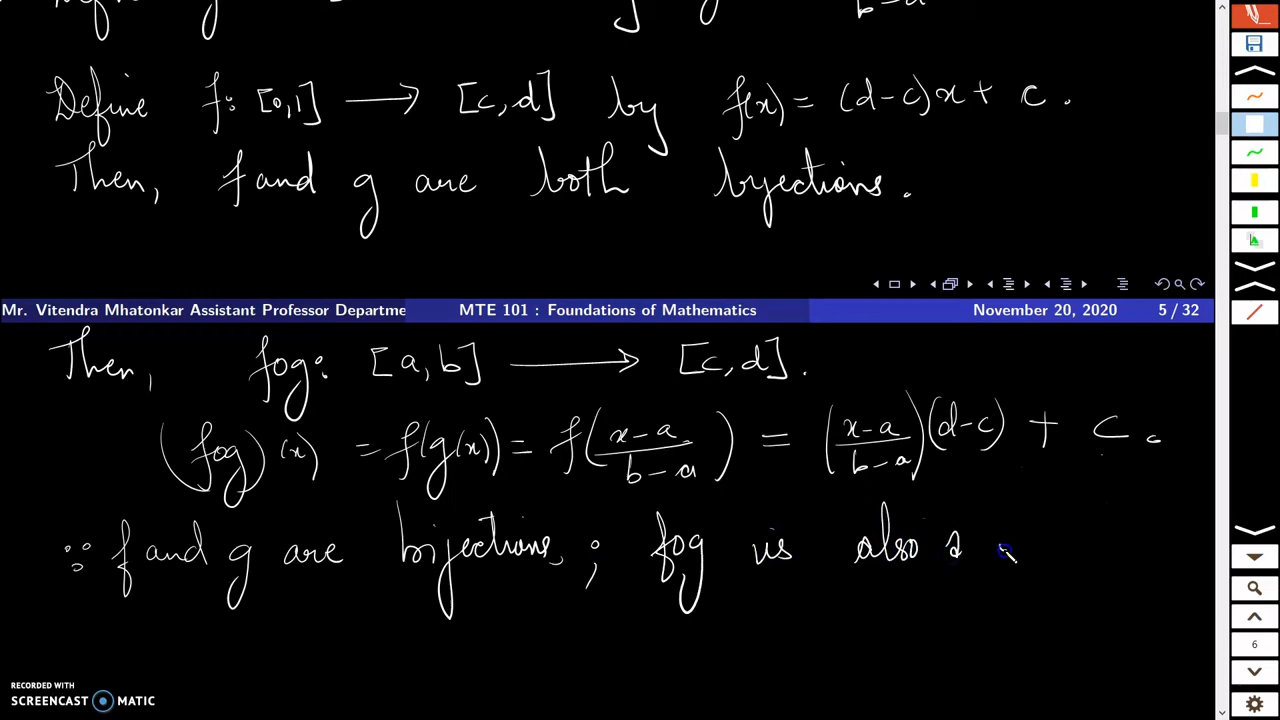 b-a
Define f: [0,1] → [c,d] by f(x) = (d-c)x + c.
Then, f and g are both bijections.
Mr. Vitendra Mhatonkar Assistant Professor Departme MTE 101 : Foundations of Mathematics November 20, 2020 5 / 32
Then, fog: [a,b] → [c,d].
(fog)(x) = f(g(x)) = f((x-a)/(b-a)) = ((x-a)/(b-a))(d-c) + c.
∵ f and g are bijections, ; fog is also a
6
RECORDED WITH
SCREENCAST MATIC